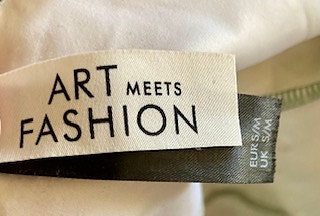 ART MEETS
FASHION
EUR S/M
UK S/M